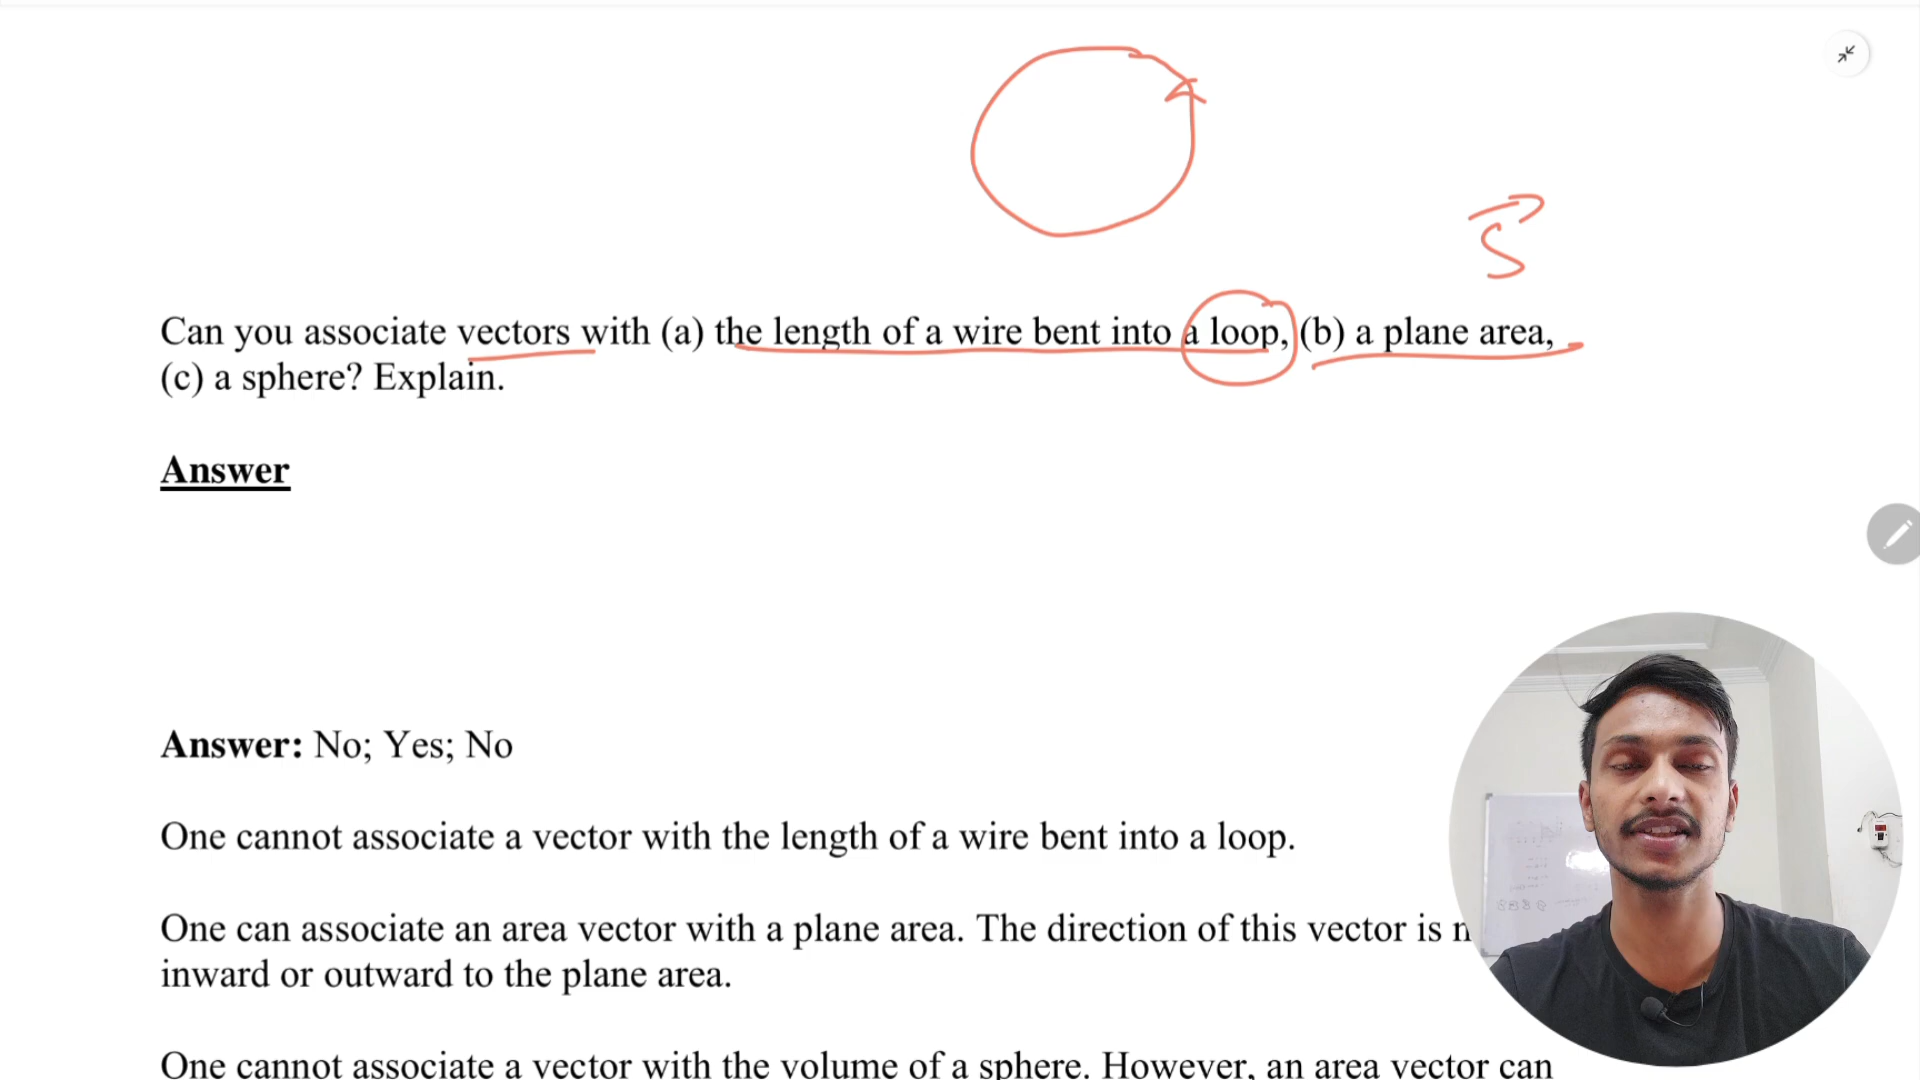 S
Can you associate vectors with (a) the length of a wire bent into a loop, (b) a plane area,
(c) a sphere? Explain.
Answer
Answer: No; Yes; No
One cannot associate a vector with the length of a wire bent into a loop.
One can associate an area vector with a plane area. The direction of this vector is
inward or outward to the plane area.
One cannot associate a vector with the volume of a sphere. However, an area vector can